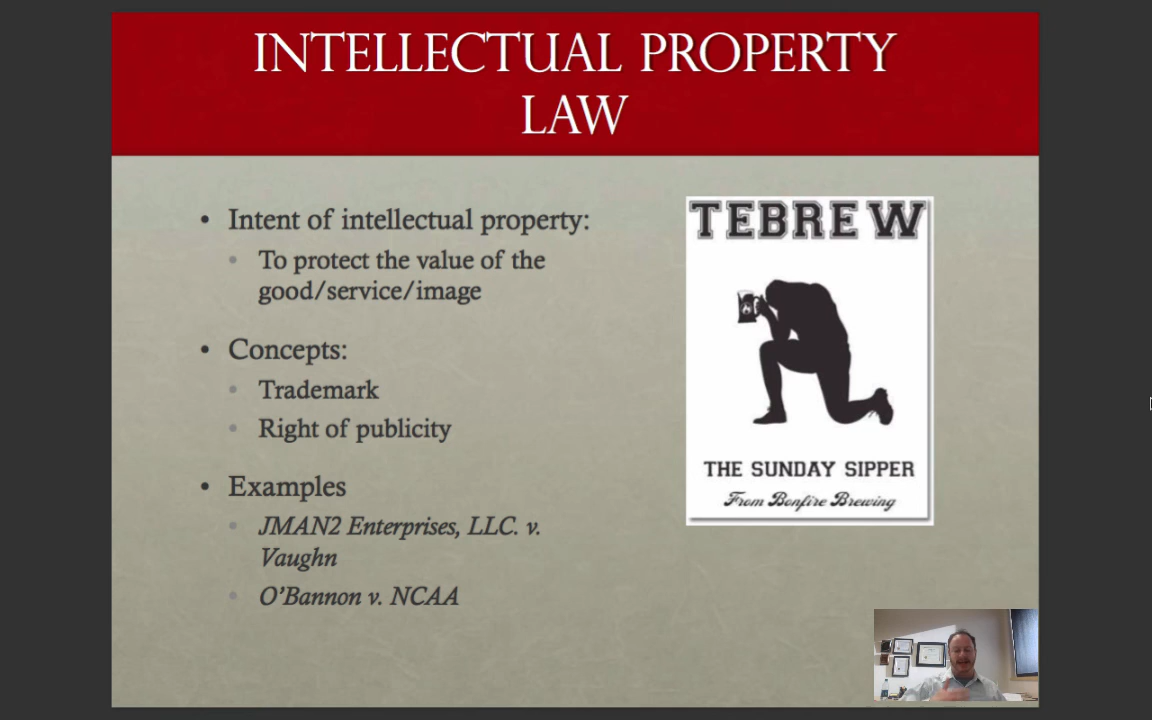 INTELLECTUAL PROPERTY
LAW
• Intent of intellectual property:
• To protect the value of the
good/service/image
• Concepts:
• Trademark
• Right of publicity
• Examples
• JMAN2 Enterprises, LLC. v.
Vaughn
• O'Bannon v. NCAA
TEBREW
THE SUNDAY SIPPER
From Bonfire Brewing